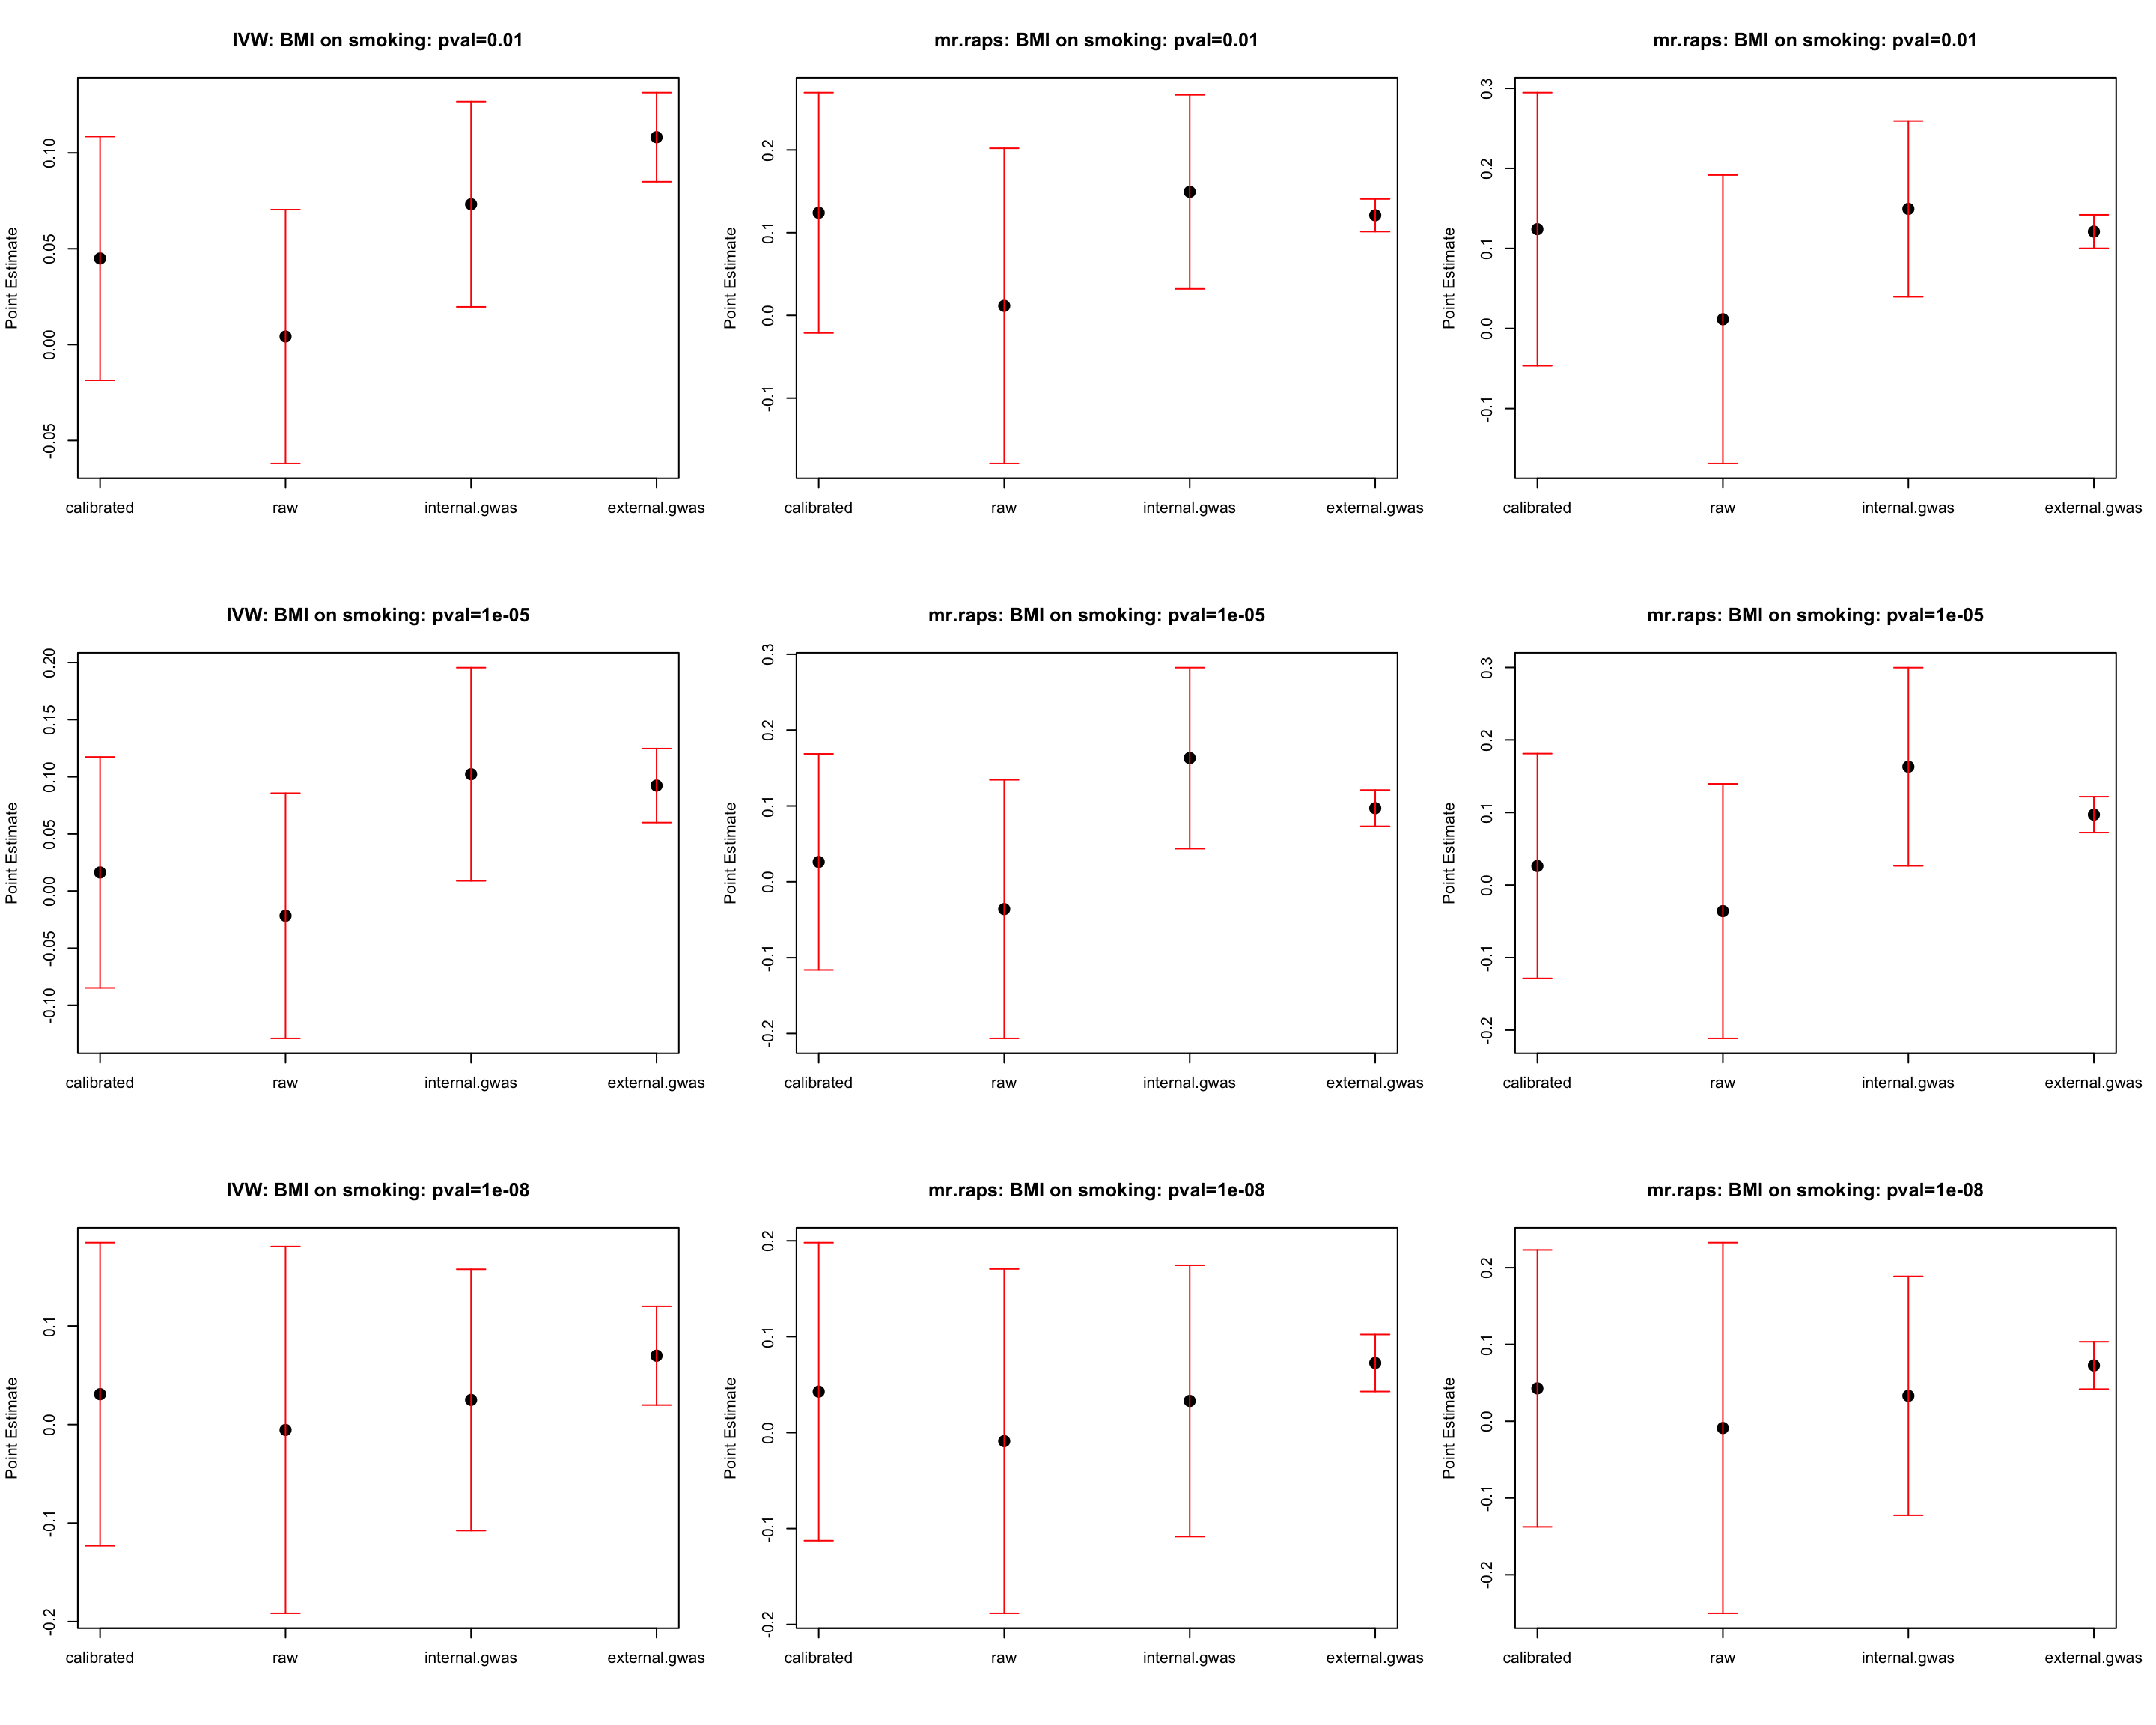 IVW: BMI on smoking: pval=0.01
Point Estimate
0.10
0.05
0.00
-0.05
calibrated raw internal.gwas external.gwas
mr.raps: BMI on smoking: pval=0.01
Point Estimate
0.2
0.1
0.0
-0.1
calibrated raw internal.gwas external.gwas
mr.raps: BMI on smoking: pval=0.01
Point Estimate
0.3
0.2
0.1
0.0
-0.1
calibrated raw internal.gwas external.gwas
IVW: BMI on smoking: pval=1e-05
Point Estimate
0.20
0.15
0.10
0.05
0.00
-0.05
-0.10
calibrated raw internal.gwas external.gwas
mr.raps: BMI on smoking: pval=1e-05
Point Estimate
0.3
0.2
0.1
0.0
-0.1
-0.2
calibrated raw internal.gwas external.gwas
mr.raps: BMI on smoking: pval=1e-05
Point Estimate
0.3
0.2
0.1
0.0
-0.1
-0.2
calibrated raw internal.gwas external.gwas
IVW: BMI on smoking: pval=1e-08
Point Estimate
0.1
0.0
-0.1
-0.2
calibrated raw internal.gwas external.gwas
mr.raps: BMI on smoking: pval=1e-08
Point Estimate
0.2
0.1
0.0
-0.1
-0.2
calibrated raw internal.gwas external.gwas
mr.raps: BMI on smoking: pval=1e-08
Point Estimate
0.2
0.1
0.0
-0.1
-0.2
calibrated raw internal.gwas external.gwas